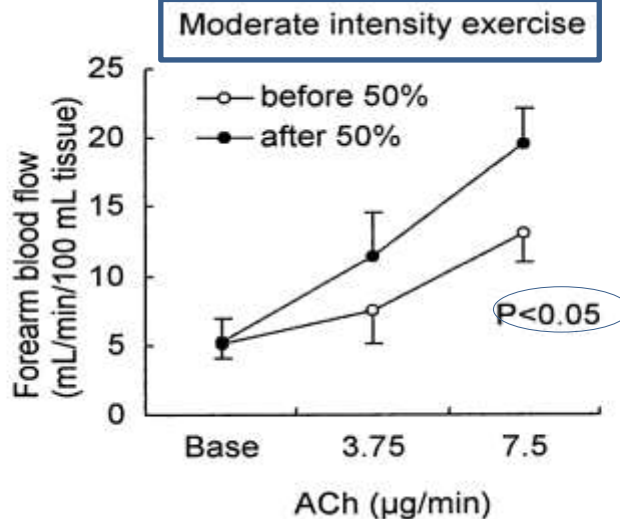 Moderate intensity exercise
25
20
15
10
5
0
before 50%
after 50%
Forearm blood flow
(mL/min/100 mL tissue)
P<0.05
Base 3.75 7.5
ACh (µg/min)